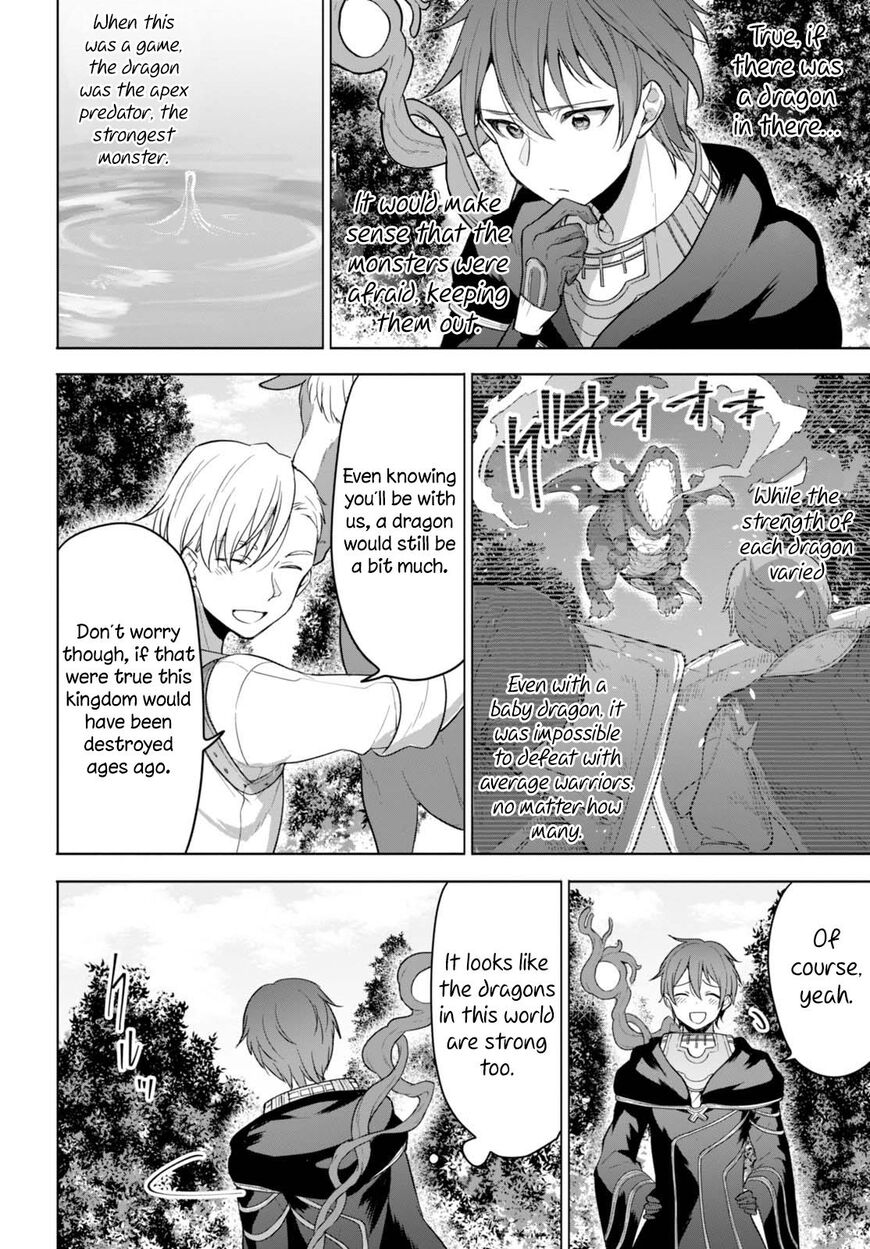 True, if
there was
a dragon
in there...
It would make
sense that the
monsters were
afraid, keeping
them out.
When this
was a game,
the dragon
was the apex
predator, the
strongest
monster.
While the
strength of
each dragon
varied
Even with a
baby dragon, it
was impossible
to defeat with
average warriors,
no matter how
many.
Even knowing
you'll be with
us, a dragon
would still be
a bit much.
Don't worry
though, if that
were true this
kingdom would
have been
destroyed
ages ago.
Of
course,
yeah.
It looks like
the dragons
in this world
are strong
too.